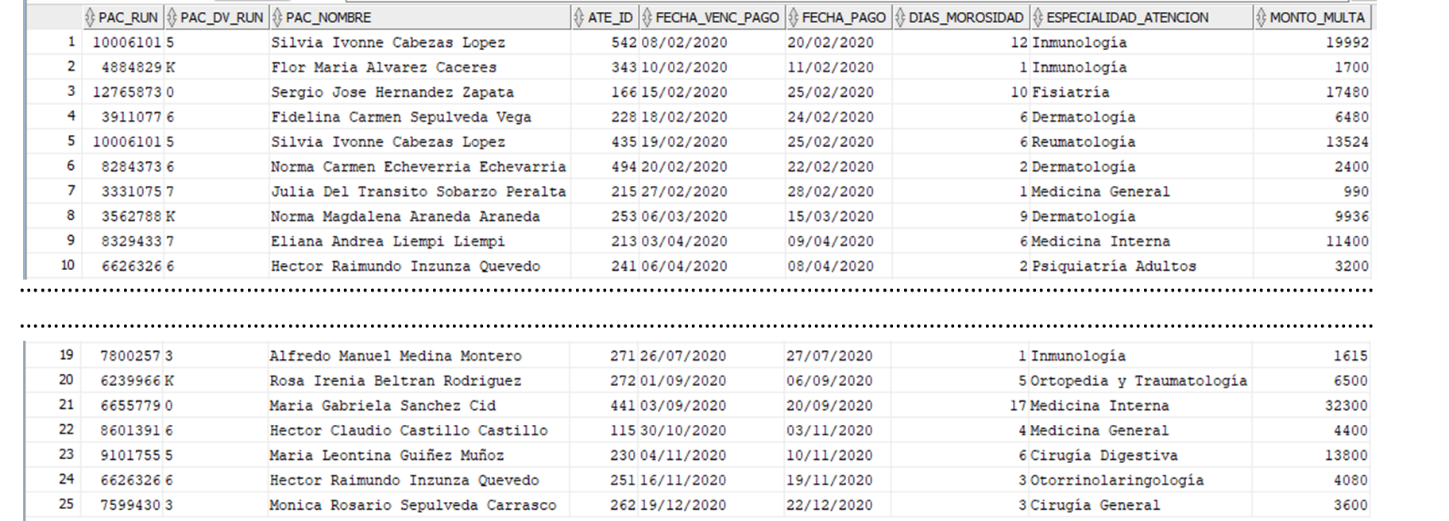 PAC_RUN PAC_DV_RUN PAC_NOMBRE ATE_ID FECHA_VENC_PAGO FECHA_PAGO DIAS_MOROSIDAD ESPECIALIDAD_ATENCION MONTO_MULTA
1 10006101 5 Silvia Ivonne Cabezas Lopez 542 08/02/2020 20/02/2020 12 Inmunología 19992
2 4884829 K Flor Maria Alvarez Caceres 343 10/02/2020 11/02/2020 1 Inmunología 1700
3 12765873 0 Sergio Jose Hernandez Zapata 166 15/02/2020 25/02/2020 10 Fisiatría 17480
4 3911077 6 Fidelina Carmen Sepulveda Vega 228 18/02/2020 24/02/2020 6 Dermatología 6480
5 10006101 5 Silvia Ivonne Cabezas Lopez 435 19/02/2020 25/02/2020 6 Reumatología 13524
6 8284373 6 Norma Carmen Echeverria Echevarria 494 20/02/2020 22/02/2020 2 Dermatología 2400
7 3331075 7 Julia Del Transito Sobarzo Peralta 215 27/02/2020 28/02/2020 1 Medicina General 990
8 3562788 K Norma Magdalena Araneda Araneda 253 06/03/2020 15/03/2020 9 Dermatología 9936
9 8329433 7 Eliana Andrea Liempi Liempi 213 03/04/2020 09/04/2020 6 Medicina Interna 11400
10 6626326 6 Hector Raimundo Inzunza Quevedo 241 06/04/2020 08/04/2020 2 Psiquiatría Adultos 3200
19 7800257 3 Alfredo Manuel Medina Montero 271 26/07/2020 27/07/2020 1 Inmunología 1615
20 6239966 K Rosa Irenia Beltran Rodriguez 272 01/09/2020 06/09/2020 5 Ortopedia y Traumatología 6500
21 6655779 0 Maria Gabriela Sanchez Cid 441 03/09/2020 20/09/2020 17 Medicina Interna 32300
22 8601391 6 Hector Claudio Castillo Castillo 115 30/10/2020 03/11/2020 4 Medicina General 4400
23 9101755 5 Maria Leontina Guiñez Muñoz 230 04/11/2020 10/11/2020 6 Cirugía Digestiva 13800
24 6626326 6 Hector Raimundo Inzunza Quevedo 251 16/11/2020 19/11/2020 3 Otorrinolaringología 4080
25 7599430 3 Monica Rosario Sepulveda Carrasco 262 19/12/2020 22/12/2020 3 Cirugía General 3600